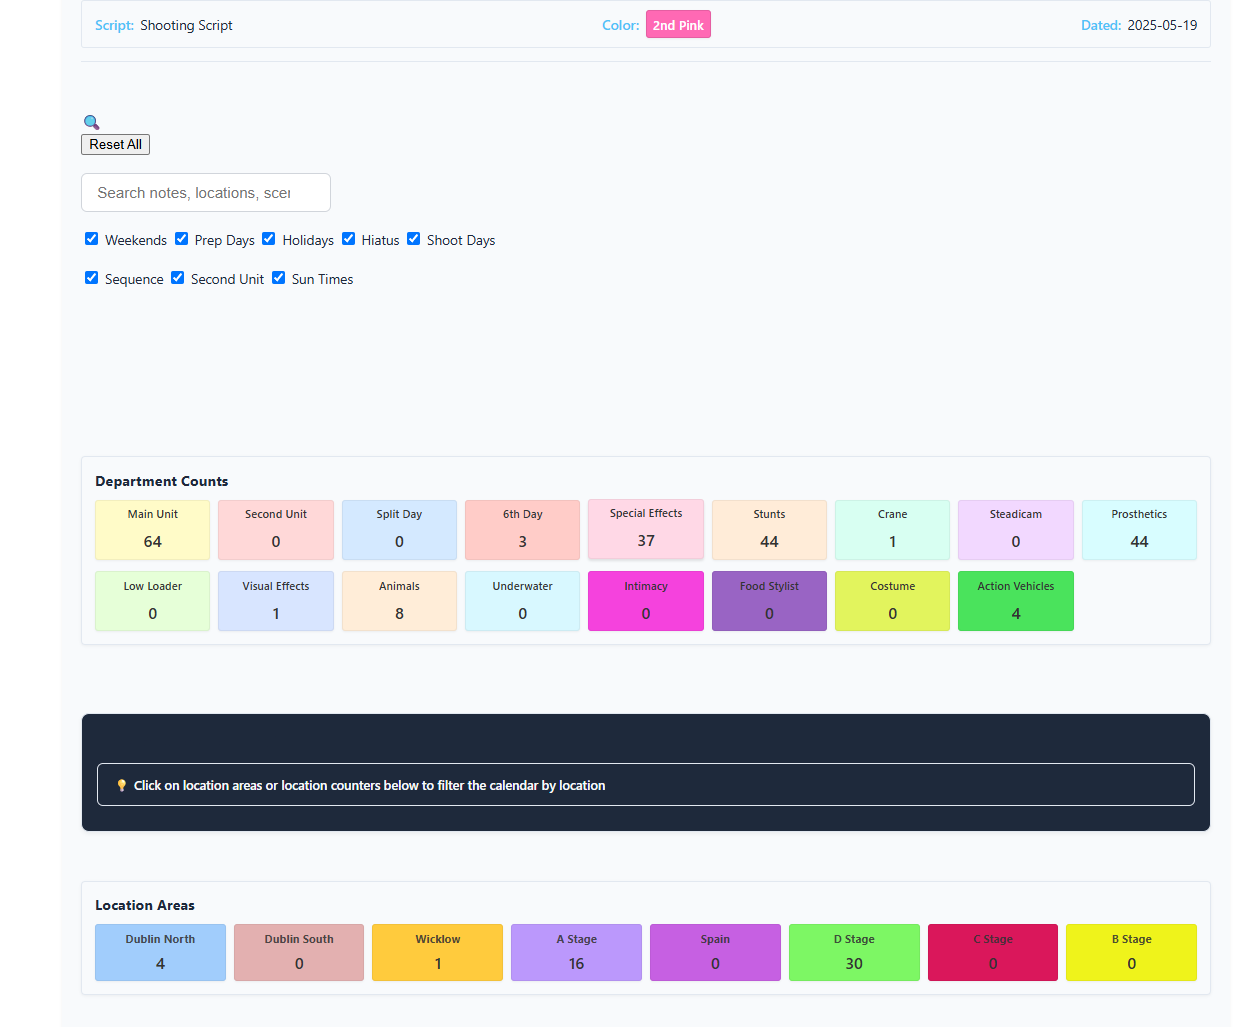 Script: Shooting Script Color: 2nd Pink Dated: 2025-05-19
Reset All
Search notes, locations, scer
Weekends Prep Days Holidays Hiatus Shoot Days
Sequence Second Unit Sun Times
Department Counts
Main Unit Second Unit Split Day 6th Day Special Effects Stunts Crane Steadicam Prosthetics
64 0 0 3 37 44 1 0 44
Low Loader Visual Effects Animals Underwater Intimacy Food Stylist Costume Action Vehicles
0 1 8 0 0 0 0 4
Click on location areas or location counters below to filter the calendar by location
Location Areas
Dublin North Dublin South Wicklow A Stage Spain D Stage C Stage B Stage
4 0 1 16 0 30 0 0